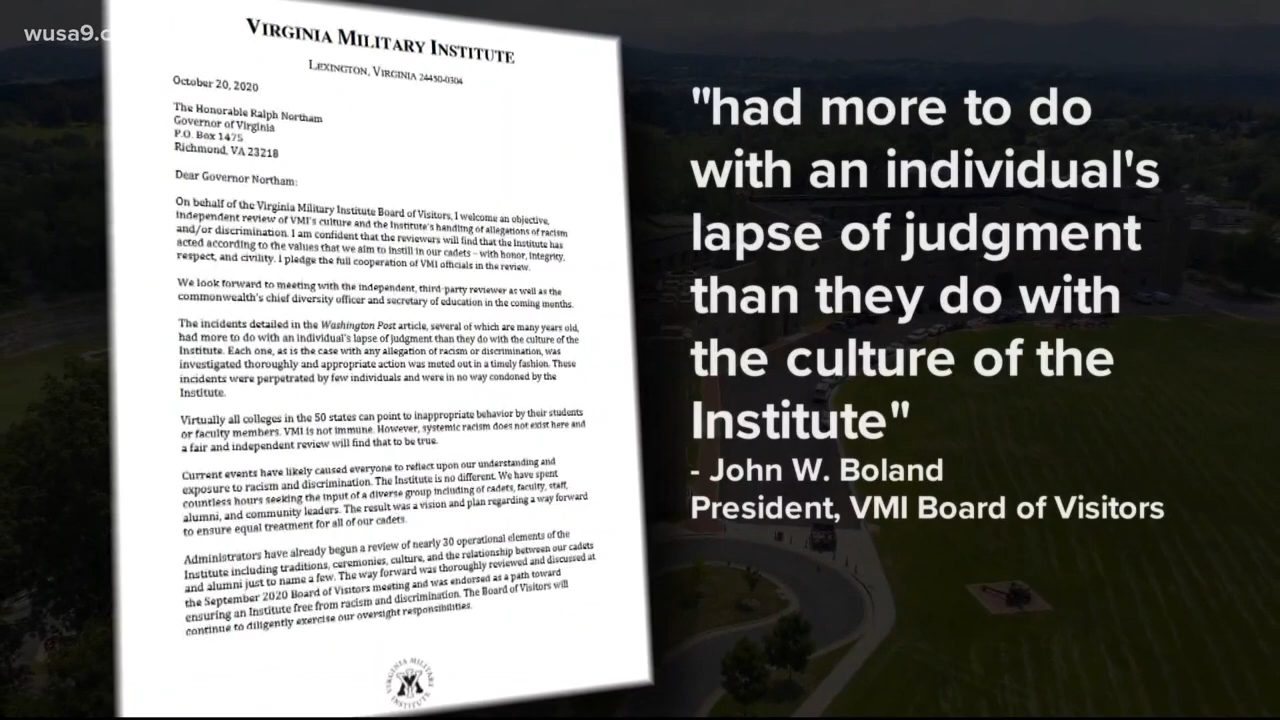 wusa9.c
VIRGINIA MILITARY INSTITUTE
LEXINGTON, VIRGINIA 24450-0304
October 20, 2020
The Honorable Ralph Northam
Governor of Virginia
P.O. Box 1475
Richmond, VA 23218
Dear Governor Northam:
On behalf of the Virginia Military Institute Board of Visitors, I welcome an objective,
independent review of VMI's culture and the Institute's handling of allegations of racism
and/or discrimination. I am confident that the reviewers will find that the Institute has
acted according to the values that we aim to instill in our cadets – with honor, integrity,
respect, and civility. I pledge the full cooperation of VMI officials in the review.
We look forward to meeting with the independent, third-party reviewer as well as the
commonwealth's chief diversity officer and secretary of education in the coming months.
The incidents detailed in the Washington Post article, several of which are many years old,
had more to do with an individual's lapse of judgment than they do with the culture of the
Institute. Each one, as is the case with any allegation of racism or discrimination, was
investigated thoroughly and appropriate action was meted out in a timely fashion. These
incidents were perpetrated by few individuals and were in no way condoned by the
Institute.
Virtually all colleges in the 50 states can point to inappropriate behavior by their students
or faculty members. VMI is not immune. However, systemic racism does not exist here and
a fair and independent review will find that to be true.
Current events have likely caused everyone to reflect upon our understanding and
exposure to racism and discrimination. The Institute is no different. We have spent
countless hours seeking the input of a diverse group including of cadets, faculty, staff,
alumni, and community leaders. The result was a vision and plan regarding a way forward
to ensure equal treatment for all of our cadets.
Administrators have already begun a review of nearly 30 operational elements of the
Institute including traditions, ceremonies, culture, and the relationship between our cadets
and alumni just to name a few. The way forward was thoroughly reviewed and discussed at
the September 2020 Board of Visitors meeting and was endorsed as a path toward
ensuring an Institute free from racism and discrimination. The Board of Visitors will
continue to diligently exercise our oversight responsibilities.
VIRGINIA MILITARY INSTITUTE
"had more to do
with an individual's
lapse of judgment
than they do with
the culture of the
Institute"
- John W. Boland
President, VMI Board of Visitors